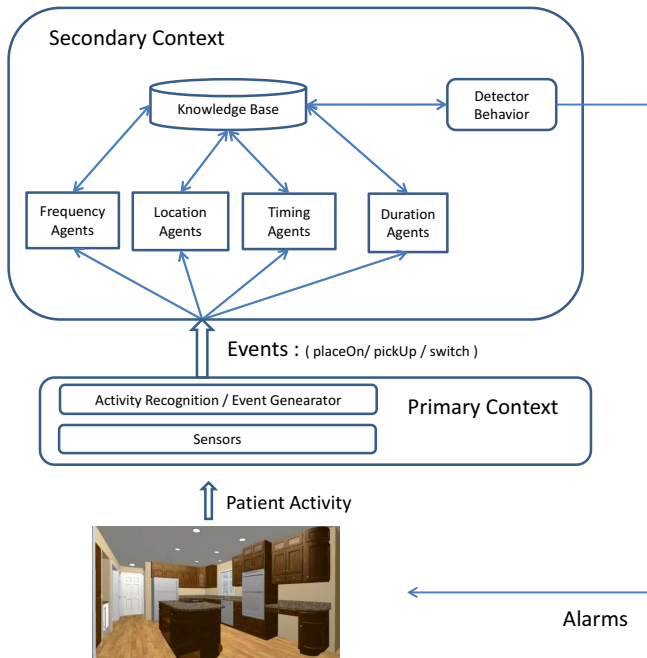 Secondary Context
Knowledge Base
Detector
Behavior
Frequency
Agents
Location
Agents
Timing
Agents
Duration
Agents
Events : ( placeOn/ pickUp / switch )
Activity Recognition / Event Genearator
Primary Context
Sensors
Patient Activity
Alarms